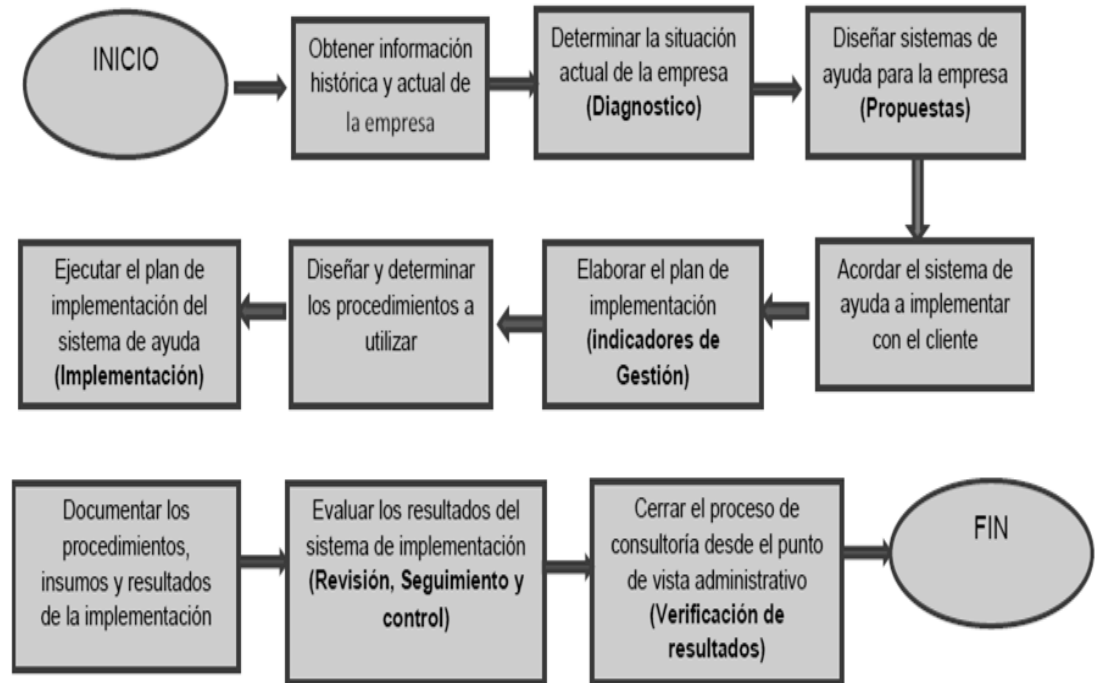 INICIO
Obtener información
histórica y actual de
la empresa
Determinar la situación
actual de la empresa
(Diagnostico)
Diseñar sistemas de
ayuda para la empresa
(Propuestas)
Acordar el sistema de
ayuda a implementar
con el cliente
Elaborar el plan de
implementación
(indicadores de
Gestión)
Diseñar y determinar
los procedimientos a
utilizar
Ejecutar el plan de
implementación del
sistema de ayuda
(Implementación)
Documentar los
procedimientos,
insumos y resultados
de la implementación
Evaluar los resultados del
sistema de implementación
(Revisión, Seguimiento y
control)
Cerrar el proceso de
consultoría desde el punto
de vista administrativo
(Verificación de
resultados)
FIN